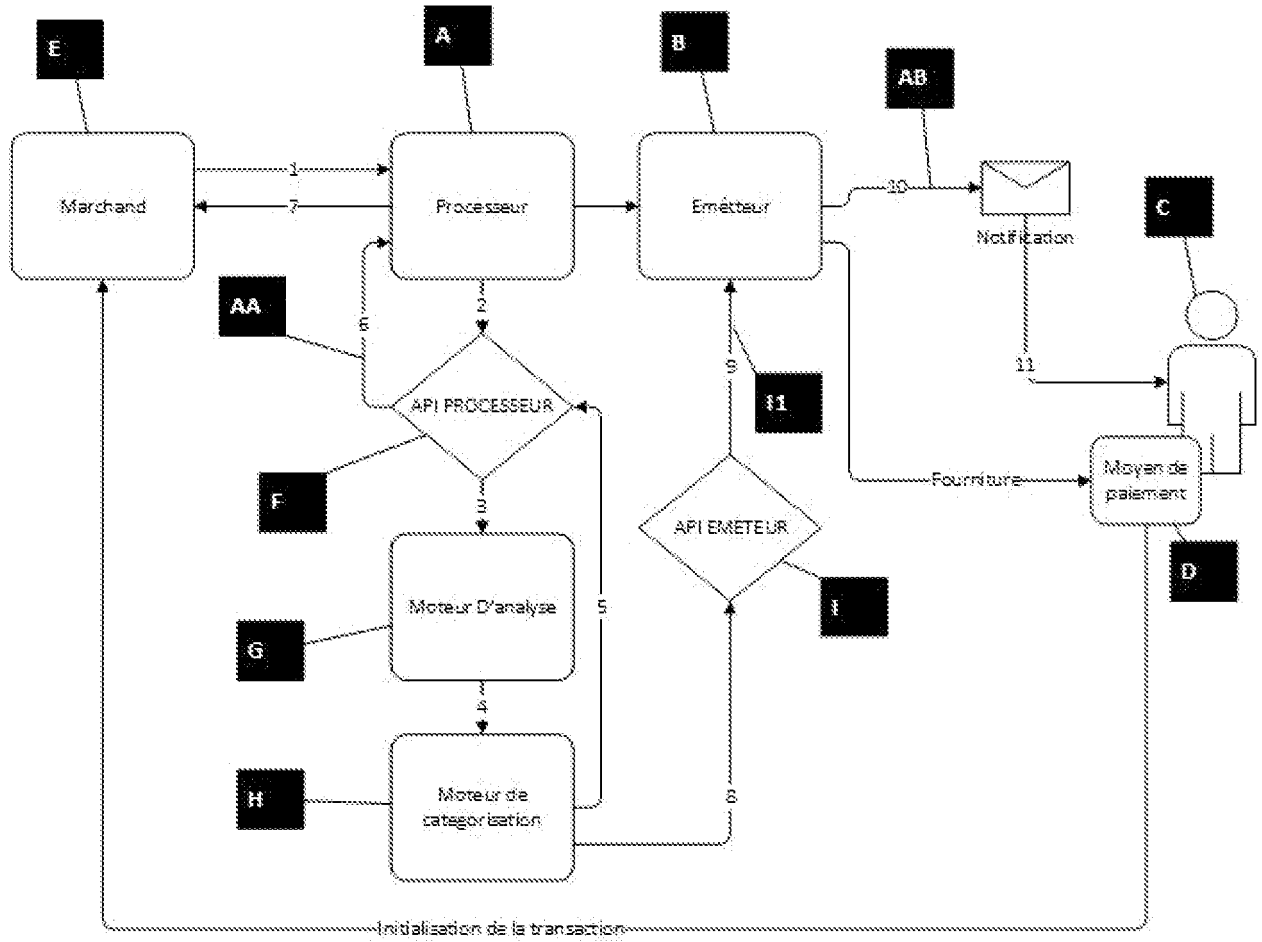 E
A
B
AB
C
Marchand
1
7
Processeur
Emétteur
10
Notification
AA
6
2
API PROCESSEUR
9
I1
11
F
3
Fourniture
Moyen de
paiement
API EMETEUR
D
Moteur D'analyse
5
I
G
4
H
Moteur de
categorisation
8
Initialisation de la transaction